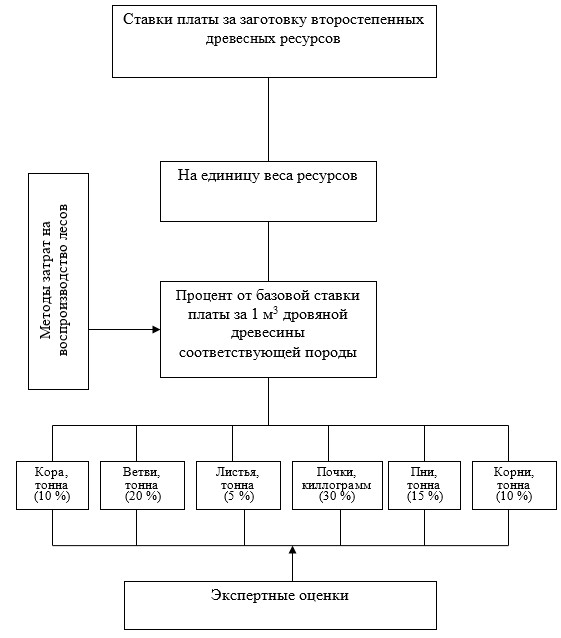 Ставки платы за заготовку второстепенных
древесных ресурсов
На единицу веса ресурсов
Методы затрат на
воспроизводство лесов
Процент от базовой ставки
платы за 1 м³ дровяной
древесины
соответствующей породы
Кора,
тонна
(10 %)
Ветви,
тонна
(20 %)
Листья,
тонна
(5 %)
Почки,
киллограмм
(30 %)
Пни,
тонна
(15 %)
Корни,
тонна
(10 %)
Экспертные оценки